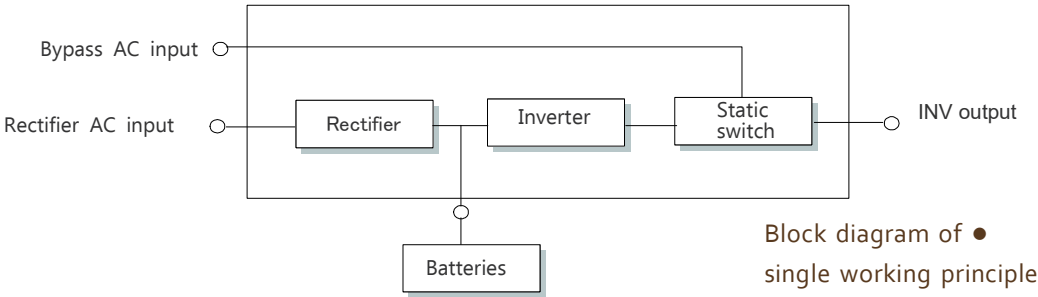 Bypass AC input
Rectifier AC input
Rectifier
Inverter
Static
switch
INV output
Batteries
Block diagram of ●
single working principle